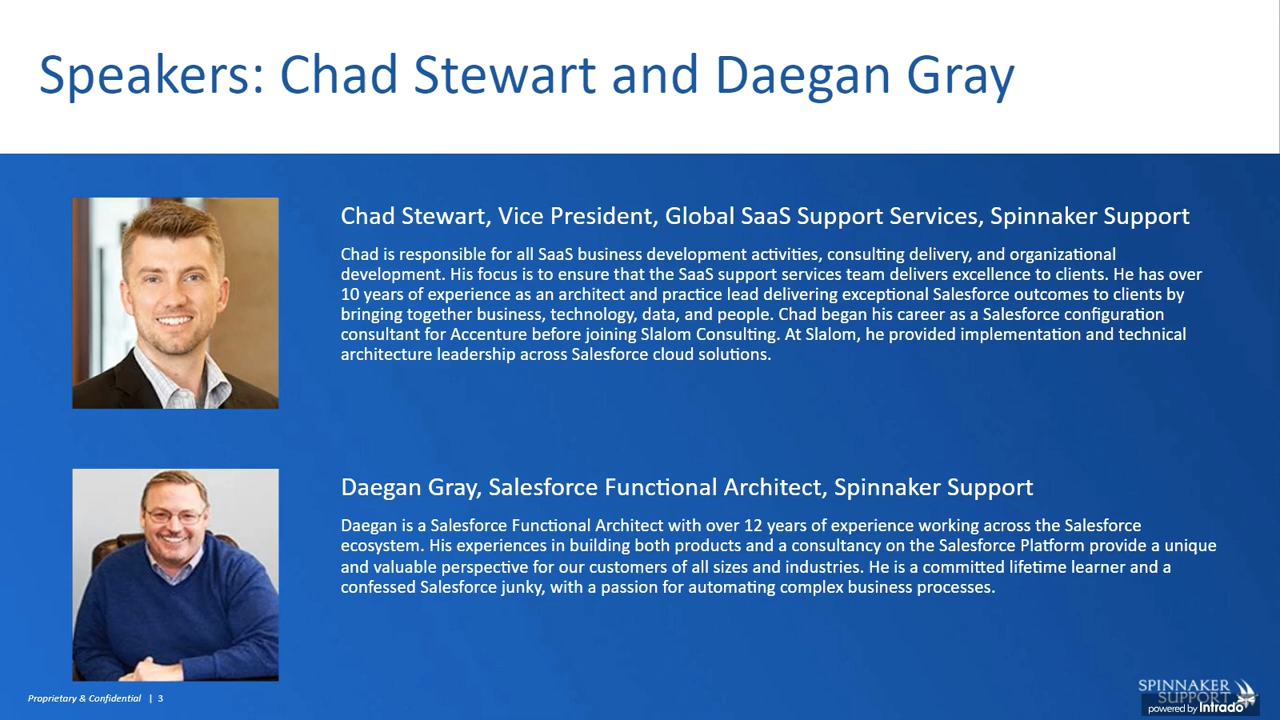 Speakers: Chad Stewart and Daegan Gray
Chad Stewart, Vice President, Global SaaS Support Services, Spinnaker Support
Chad is responsible for all SaaS business development activities, consulting delivery, and organizational
development. His focus is to ensure that the SaaS support services team delivers excellence to clients. He has over
10 years of experience as an architect and practice lead delivering exceptional Salesforce outcomes to clients by
bringing together business, technology, data, and people. Chad began his career as a Salesforce configuration
consultant for Accenture before joining Slalom Consulting. At Slalom, he provided implementation and technical
architecture leadership across Salesforce cloud solutions.
Daegan Gray, Salesforce Functional Architect, Spinnaker Support
Daegan is a Salesforce Functional Architect with over 12 years of experience working across the Salesforce
ecosystem. His experiences in building both products and a consultancy on the Salesforce Platform provide a unique
and valuable perspective for our customers of all sizes and industries. He is a committed lifetime learner and a
confessed Salesforce junky, with a passion for automating complex business processes.
Proprietary & Confidential | 3
SPINNAKER
SUPPORT
powered by Intrado